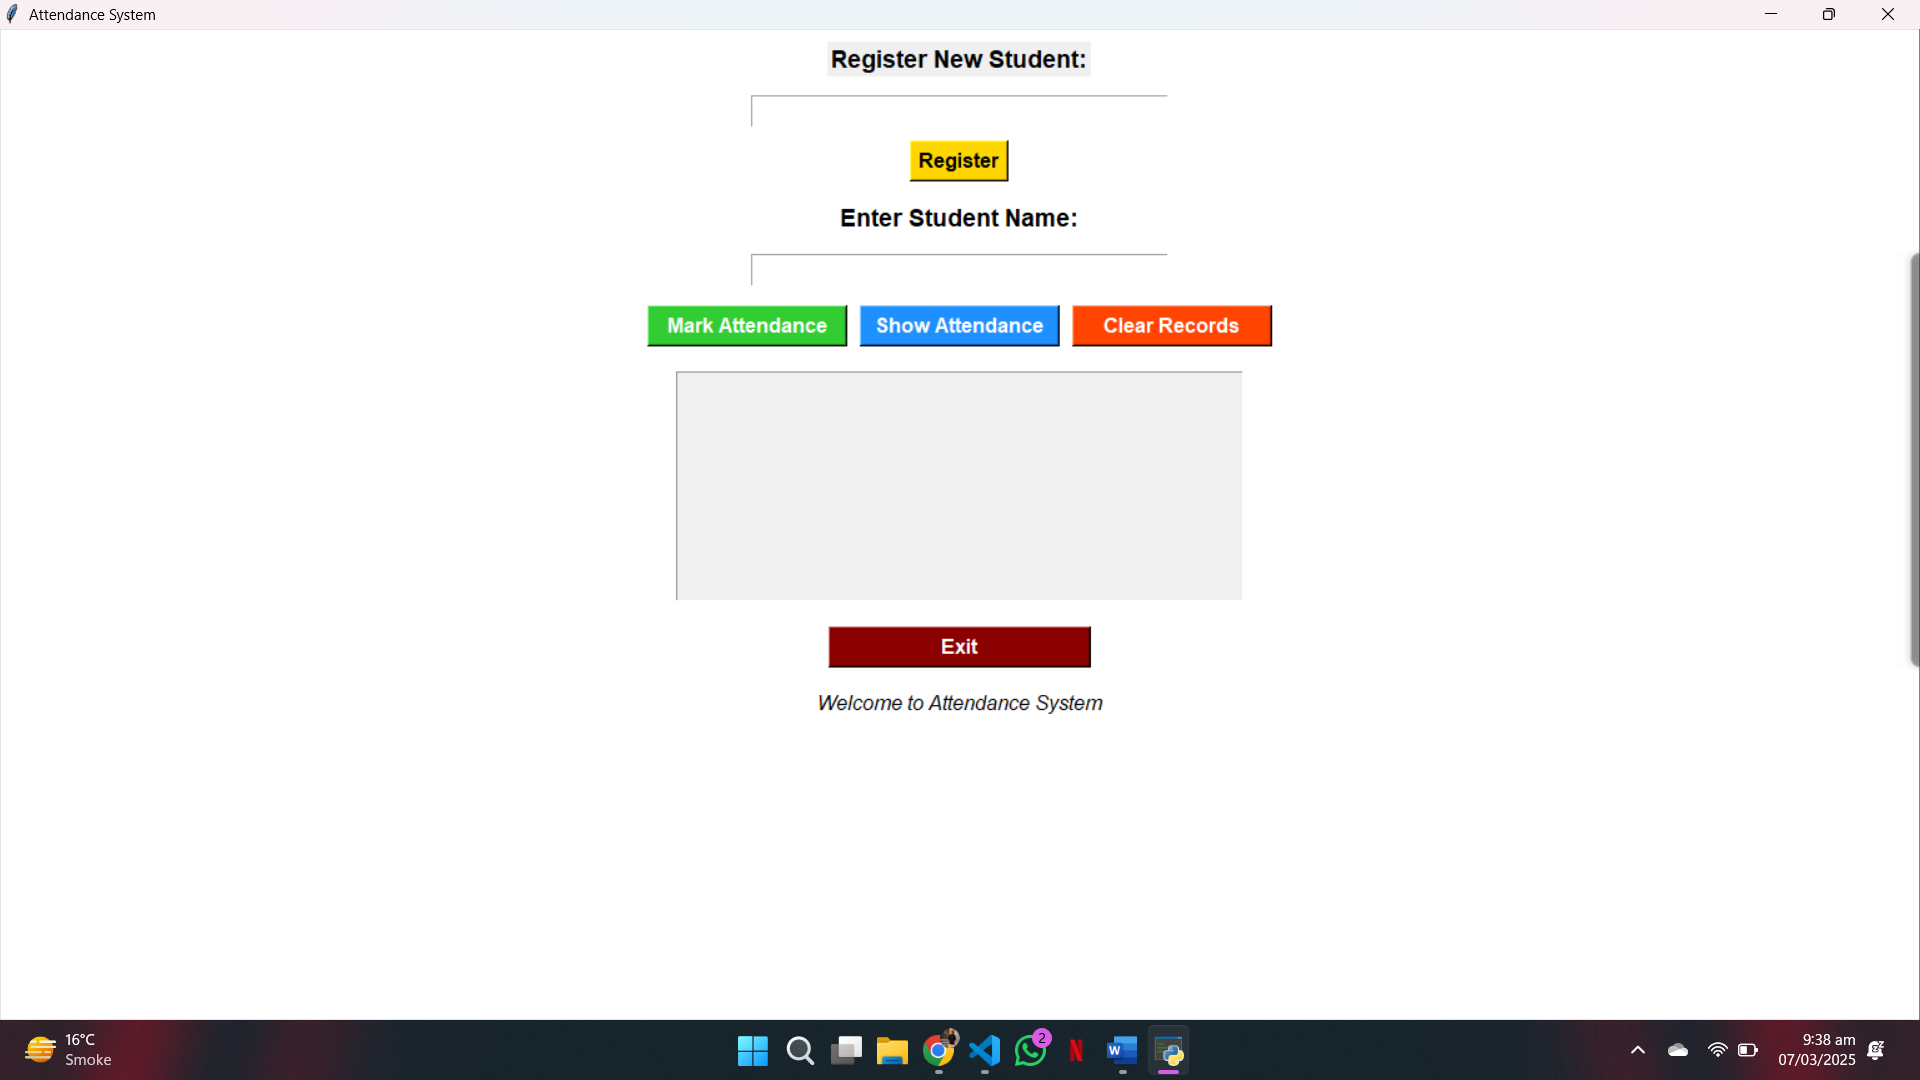 Attendance System
Register New Student:
Register
Enter Student Name:
Mark Attendance Show Attendance Clear Records
Exit
Welcome to Attendance System
16°C
Smoke
2
N
W
9:38 am
07/03/2025